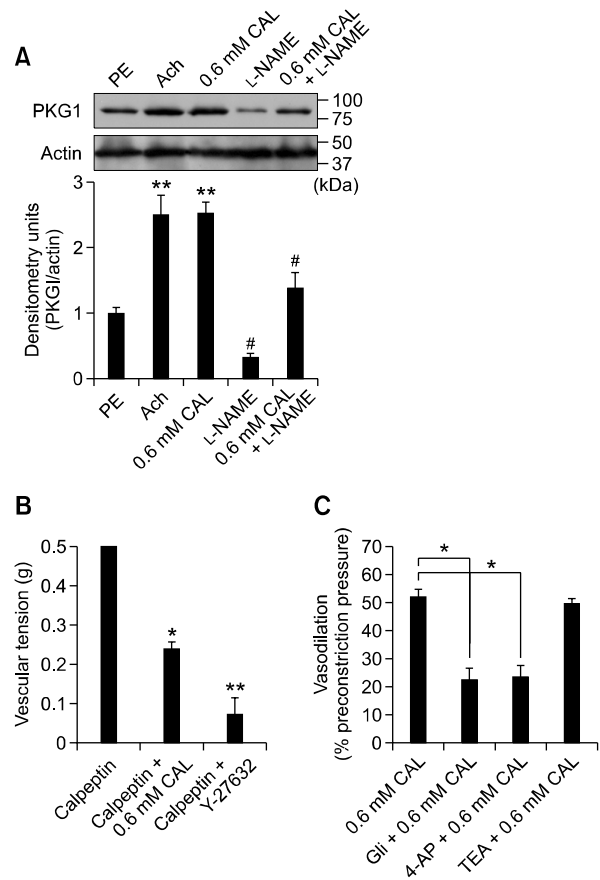 A
PE
Ach
0.6 mM CAL
L-NAME
0.6 mM CAL
+ L-NAME
PKG1
100
75
Actin
50
37
(kDa)
Densitometry units
(PKGI/actin)
3
2
1
0
**
**
#
#
PE
Ach
0.6 mM CAL
L-NAME
0.6 mM CAL
+ L-NAME
B
Vescular tension (g)
0.5
0.4
0.3
0.2
0.1
0
*
**
Calpeptin
Calpeptin +
0.6 mM CAL
Calpeptin +
Y-27632
C
Vasodilation
(% preconstriction pressure)
70
60
50
40
30
20
10
0
*
*
0.6 mM CAL
Gli + 0.6 mM CAL
4-AP + 0.6 mM CAL
TEA + 0.6 mM CAL